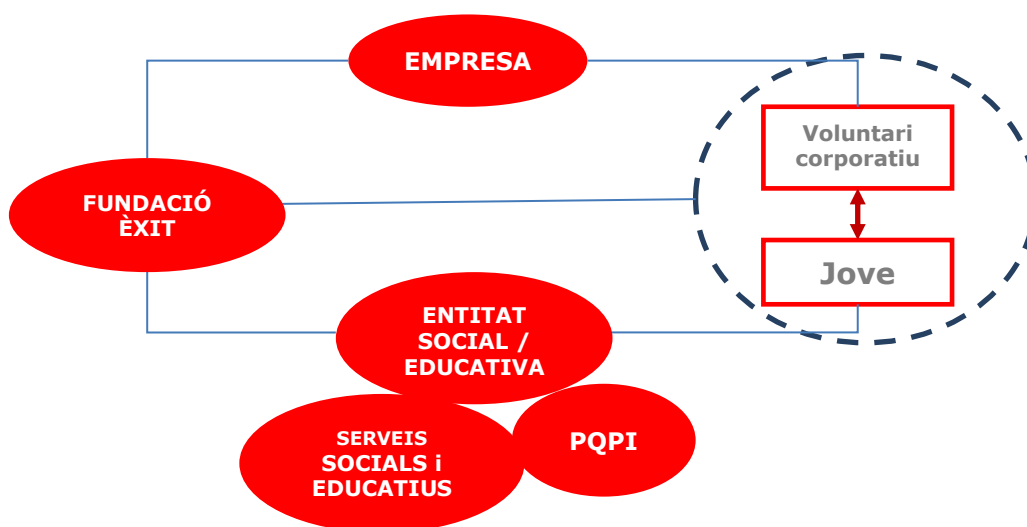 EMPRESA
Voluntari
corporatiu
FUNDACIÓ
ÈXIT
Jove
ENTITAT
SOCIAL /
EDUCATIVA
SERVEIS
SOCIALS i
EDUCATIUS
PQPI